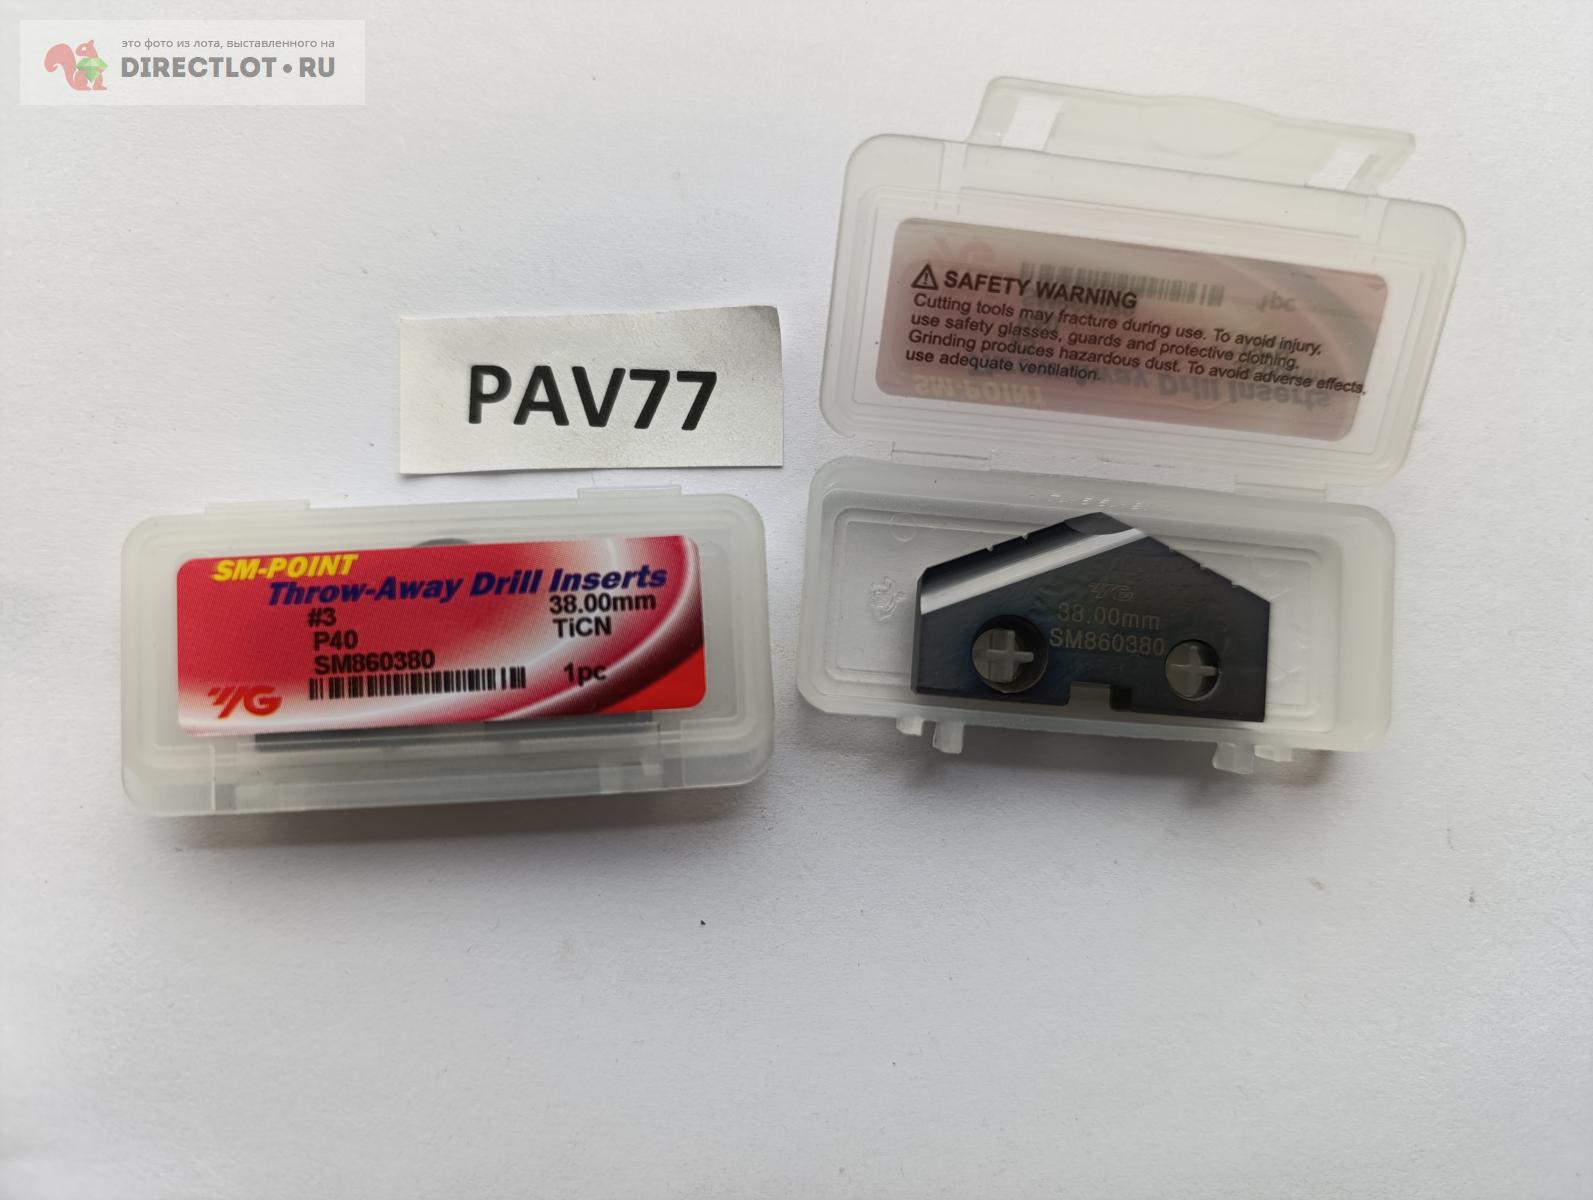 это фото из лота, выставленного на
DIRECTLOT•RU
PAV77
SAFETY WARNING
Cutting tools may fracture during use. To avoid injury,
use safety glasses, guards and protective clothing.
Grinding produces hazardous dust. To avoid adverse effects,
use adequate ventilation.
SM-POINT
Throw-Away Drill Inserts
#3
38.00mm
P40
TiCN
SM860380
1pc
YG
YG
38.00mm
SM860380